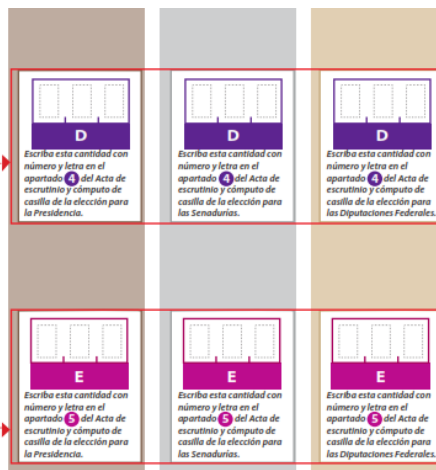 D
Escriba esta cantidad con
número y letra en el
apartado 4 del Acta de
escrutinio y cómputo de
casilla de la elección para
la Presidencia.
D
Escriba esta cantidad con
número y letra en el
apartado 4 del Acta de
escrutinio y cómputo de
casilla de la elección para
las Senadurías.
D
Escriba esta cantidad con
número y letra en el
apartado 4 del Acta de
escrutinio y cómputo de
casilla de la elección para
las Diputaciones Federales.
E
Escriba esta cantidad con
número y letra en el
apartado 5 del Acta de
escrutinio y cómputo de
casilla de la elección para
la Presidencia.
E
Escriba esta cantidad con
número y letra en el
apartado 5 del Acta de
escrutinio y cómputo de
casilla de la elección para
las Senadurías.
E
Escriba esta cantidad con
número y letra en el
apartado 5 del Acta de
escrutinio y cómputo de
casilla de la elección para
las Diputaciones Federales.